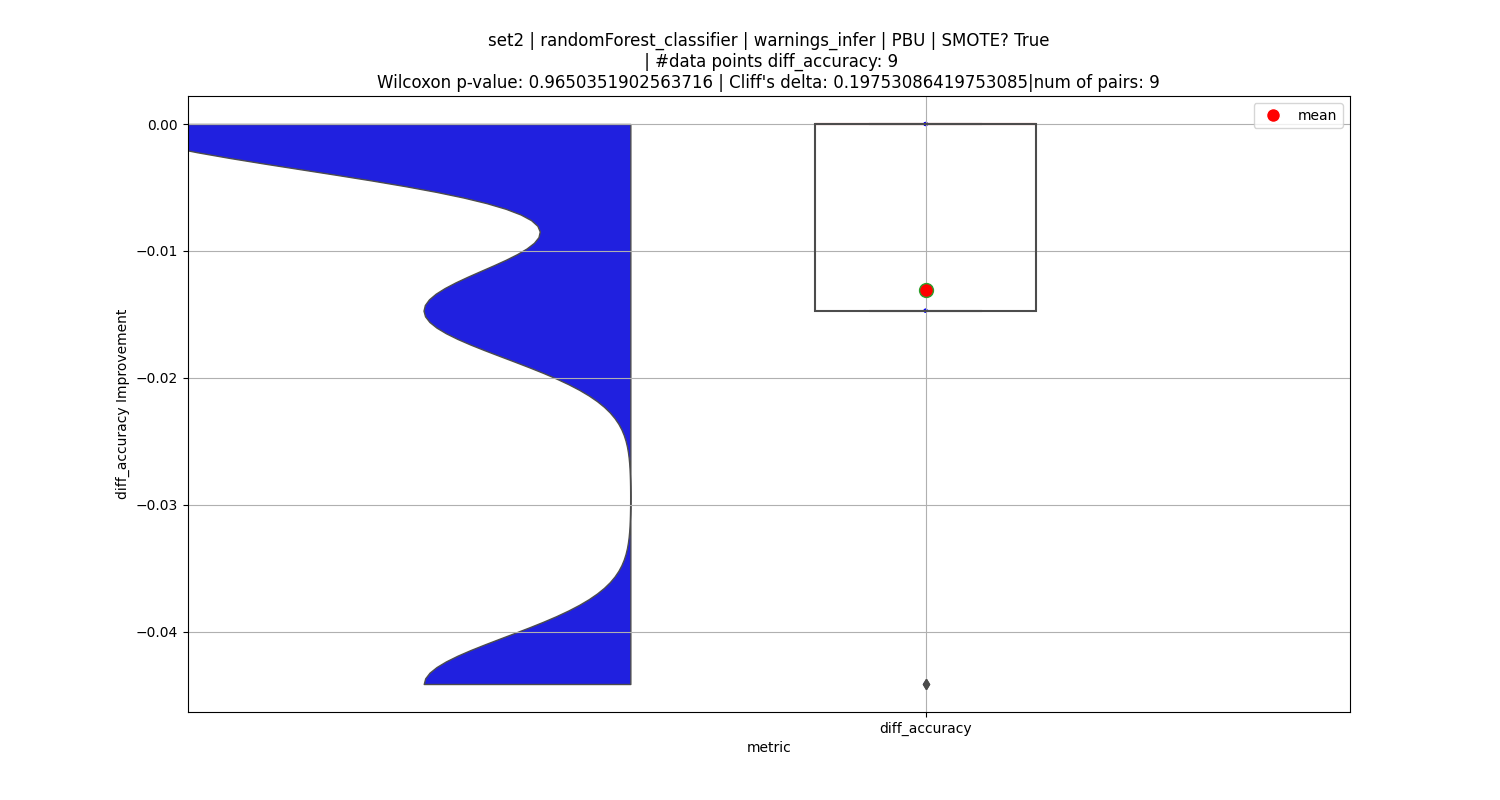 set2 | randomForest_classifier | warnings_infer | PBU | SMOTE? True
| #data points diff_accuracy: 9
Wilcoxon p-value: 0.9650351902563716 | Cliff's delta: 0.19753086419753085|num of pairs: 9
mean
0.00
−0.01
−0.02
−0.03
−0.04
diff_accuracy Improvement
diff_accuracy
metric